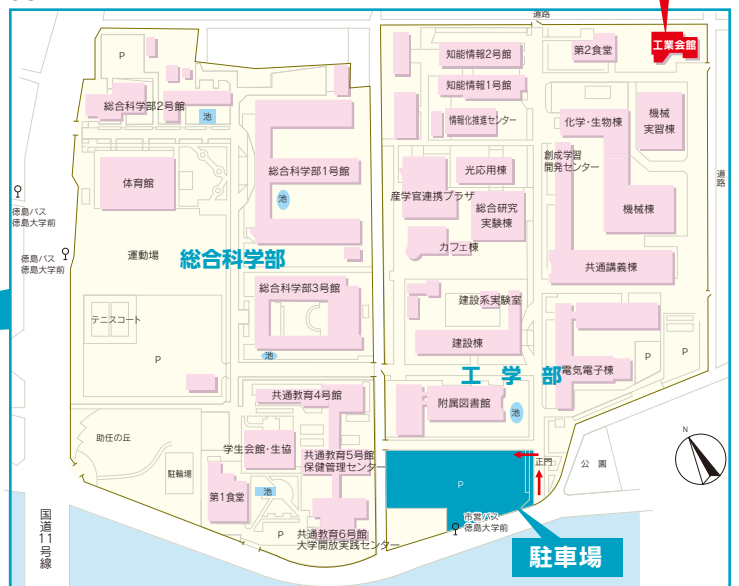 道路
P
知能情報2号館
第2食堂
工業会館
総合科学部2号館
池
知能情報1号館
情報化推進センター
化学・生物棟
機械
実習棟
総合科学部1号館
体育館
池
光応用棟
創成学習
開発センター
道路
産学官連携プラザ
総合研究
実験棟
機械棟
徳島バス
徳島大学前
カフェ棟
徳島バス
徳島大学前
運動場
総合科学部
共通講義棟
総合科学部3号館
建設系実験室
テニスコート
建設棟
P
池
P
P
工学部
電気電子棟
共通教育4号館
附属図書館
池
助任の丘
学生会館・生協
共通教育5号館
保健管理センター
正門
公園
N
駐輪場
第1食堂
池
P
国道11号線
P
共通教育6号館
大学開放実践センター
市営バス
徳島大学前
駐車場